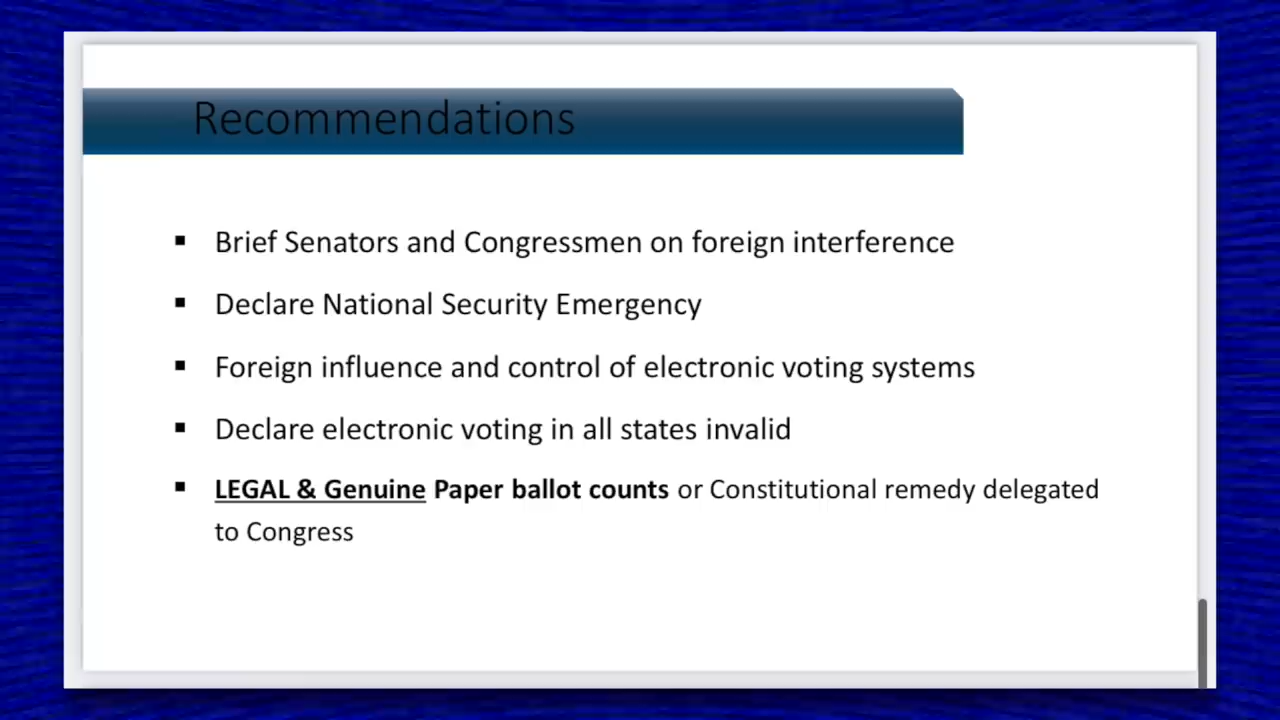 Recommendations
▪ Brief Senators and Congressmen on foreign interference
▪ Declare National Security Emergency
▪ Foreign influence and control of electronic voting systems
▪ Declare electronic voting in all states invalid
▪ LEGAL & Genuine Paper ballot counts or Constitutional remedy delegated
to Congress